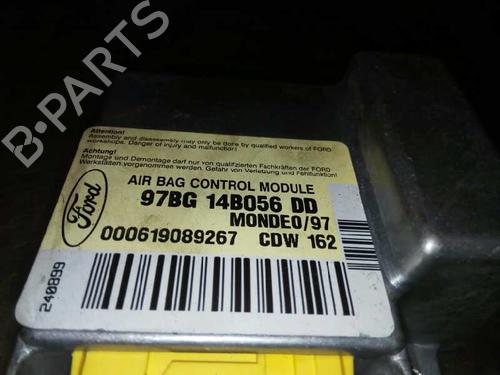 B-PARTS
Attention!
Assembly and disassembly may only be done by qualified workers of FORD
workshops. Danger of injury and malfunction!
Achtung!
Montage und Demontage darf nur von qualifizierten Fachkräften der FORD
Werkstätten vorgenommen werden. Gefahr von Verletzung und Fehlfunktion!
Ford
AIR BAG CONTROL MODULE
97BG 14B056 DD
MONDEO/97
000619089267 CDW 162
240899